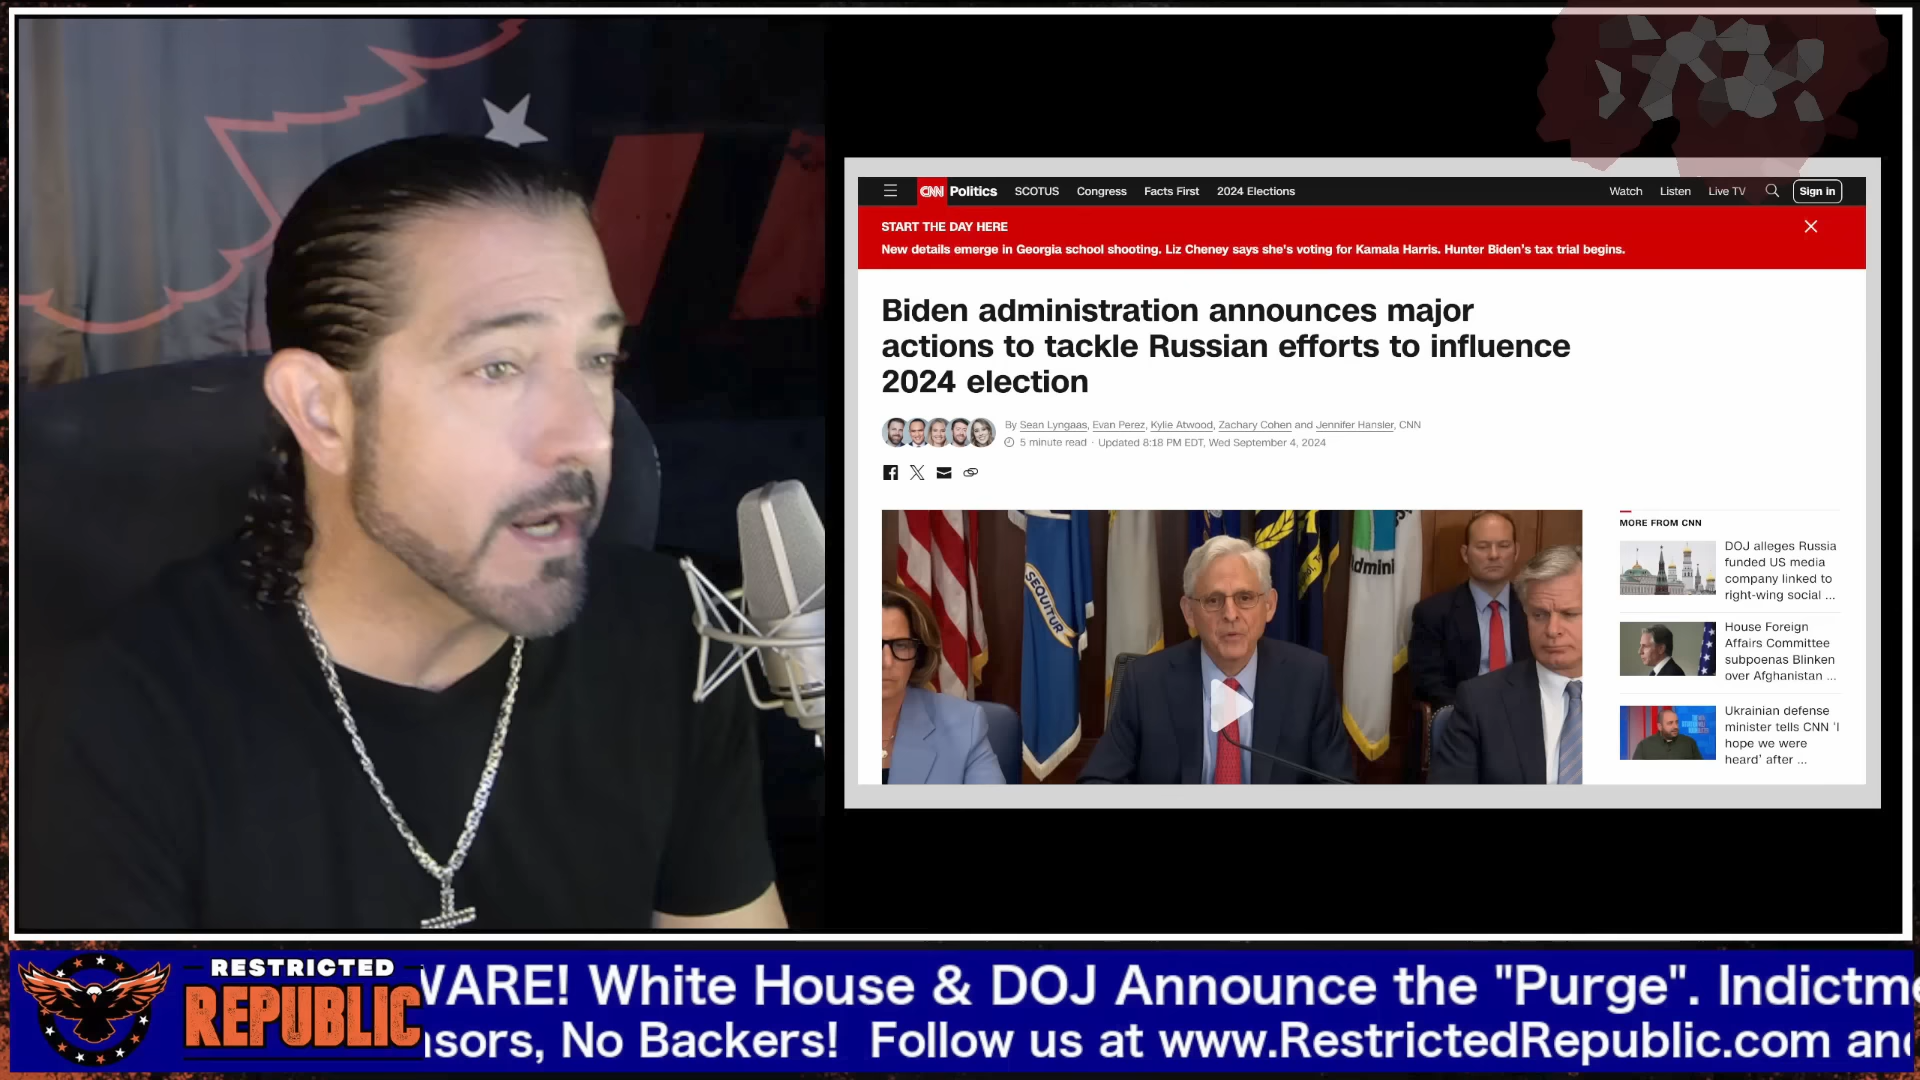 CNN Politics SCOTUS Congress Facts First 2024 Elections Watch Listen Live TV Sign in
START THE DAY HERE
New details emerge in Georgia school shooting. Liz Cheney says she's voting for Kamala Harris. Hunter Biden's tax trial begins.
Biden administration announces major
actions to tackle Russian efforts to influence
2024 election
By Sean Lyngaas, Evan Perez, Kylie Atwood, Zachary Cohen and Jennifer Hansler, CNN
5 minute read · Updated 8:18 PM EDT, Wed September 4, 2024
SEQUITUR
Admini
MORE FROM CNN
DOJ alleges Russia
funded US media
company linked to
right-wing social ...
House Foreign
Affairs Committee
subpoenas Blinken
over Afghanistan ...
Ukrainian defense
minister tells CNN 'I
hope we were
heard' after ...
RESTRICTED
REPUBLIC
WARE! White House & DOJ Announce the "Purge". Indictme
nsors, No Backers! Follow us at www.RestrictedRepublic.com and